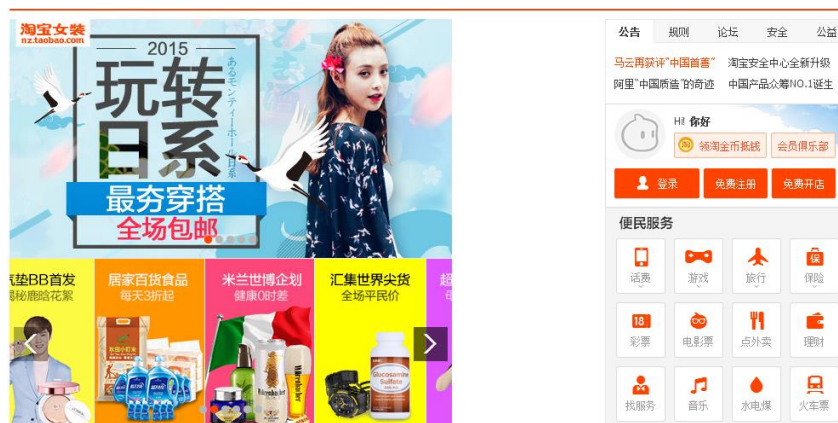 淘宝女装
nz.taobao.com
2015
玩转
日系
最夯穿搭
全场包邮
气垫BB首发
揭秘鹿晗花絮
居家百货食品
每天3折起
米兰世博企划
健康0时差
汇集世界尖货
全场平民价
超
Glucosamine
Sulfate
公告 规则 论坛 安全 公益
马云再获评"中国首善" 淘宝安全中心全新升级
阿里"中国质造"的奇迹 中国产品众筹NO.1诞生
Hi! 你好
领淘金币抵钱 会员俱乐部
登录 免费注册 免费开店
便民服务
话费 游戏 旅行 保
保险
18
彩票 电影票 点外卖 理财
找服务 音乐 水电煤 火车票